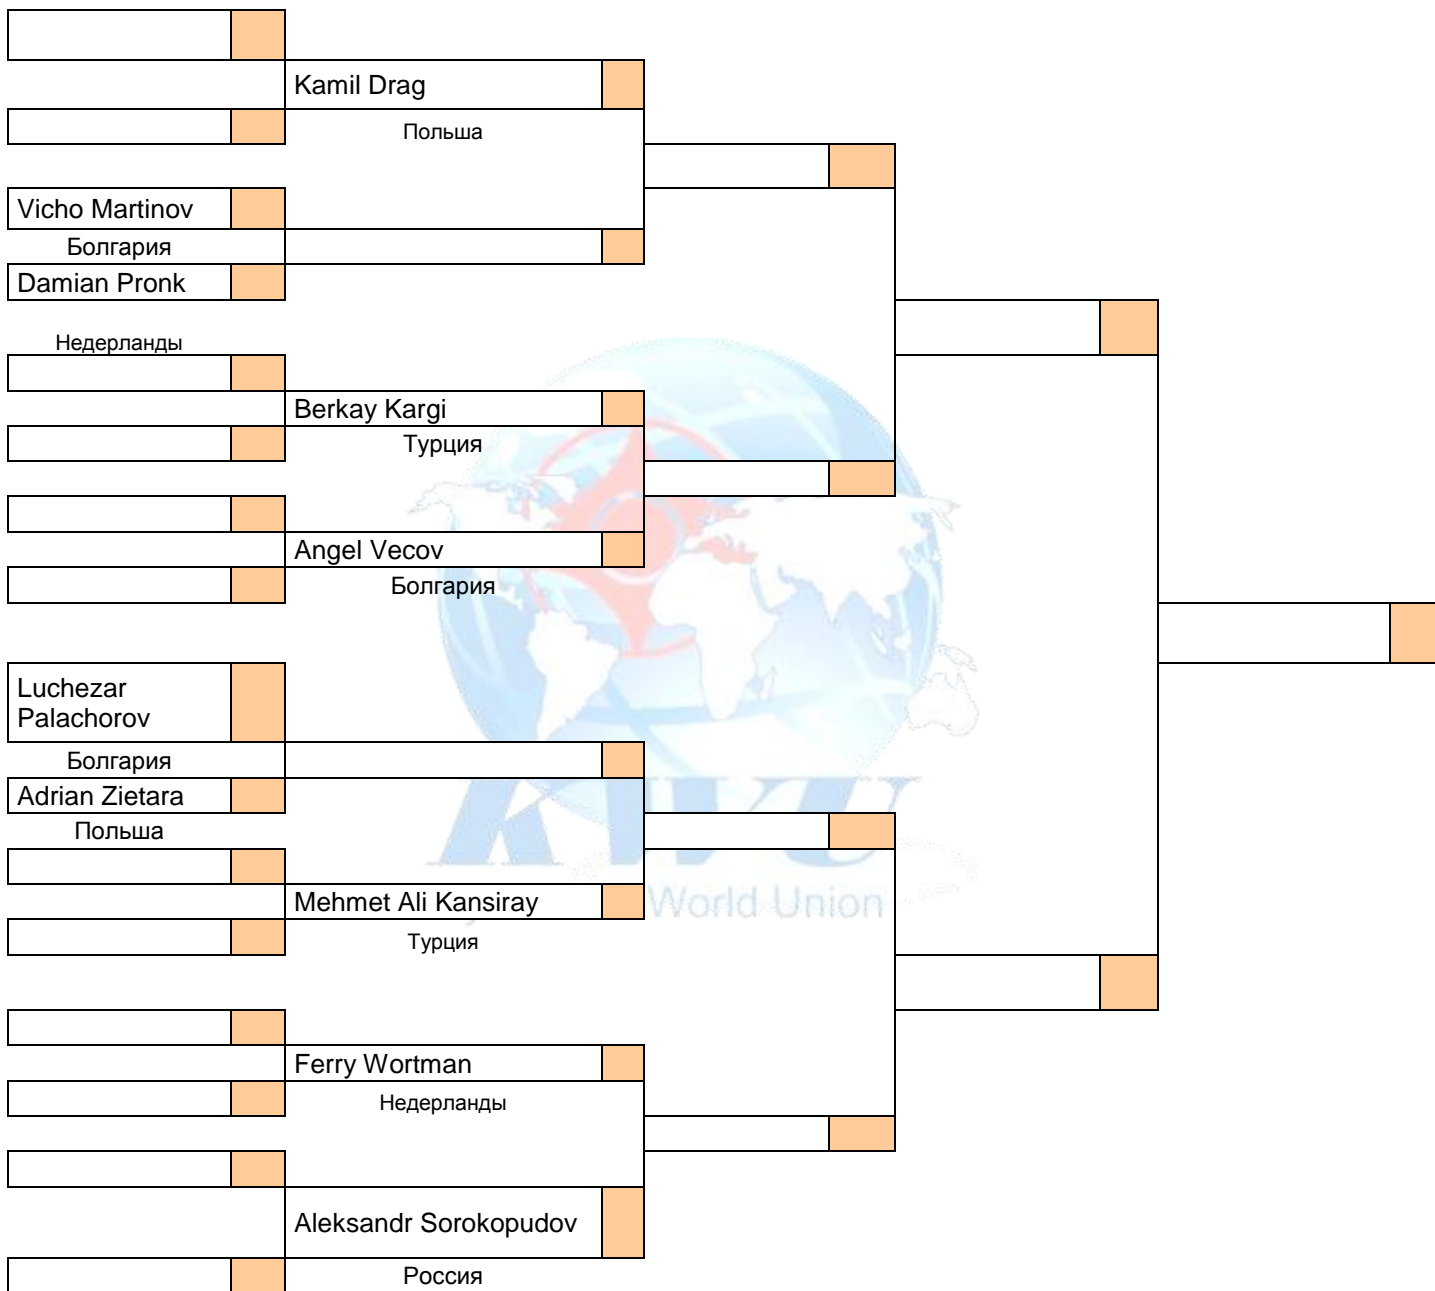 Kamil Drag
Польша
Vicho Martinov
Болгария
Damian Pronk
Недерланды
Berkay Kargi
Турция
Angel Vecov
Болгария
Luchezar
Palachorov
Болгария
Adrian Zietara
Польша
KWU
Mehmet Ali Kansiray
World Union
Турция
Ferry Wortman
Недерланды
Aleksandr Sorokopudov
Россия